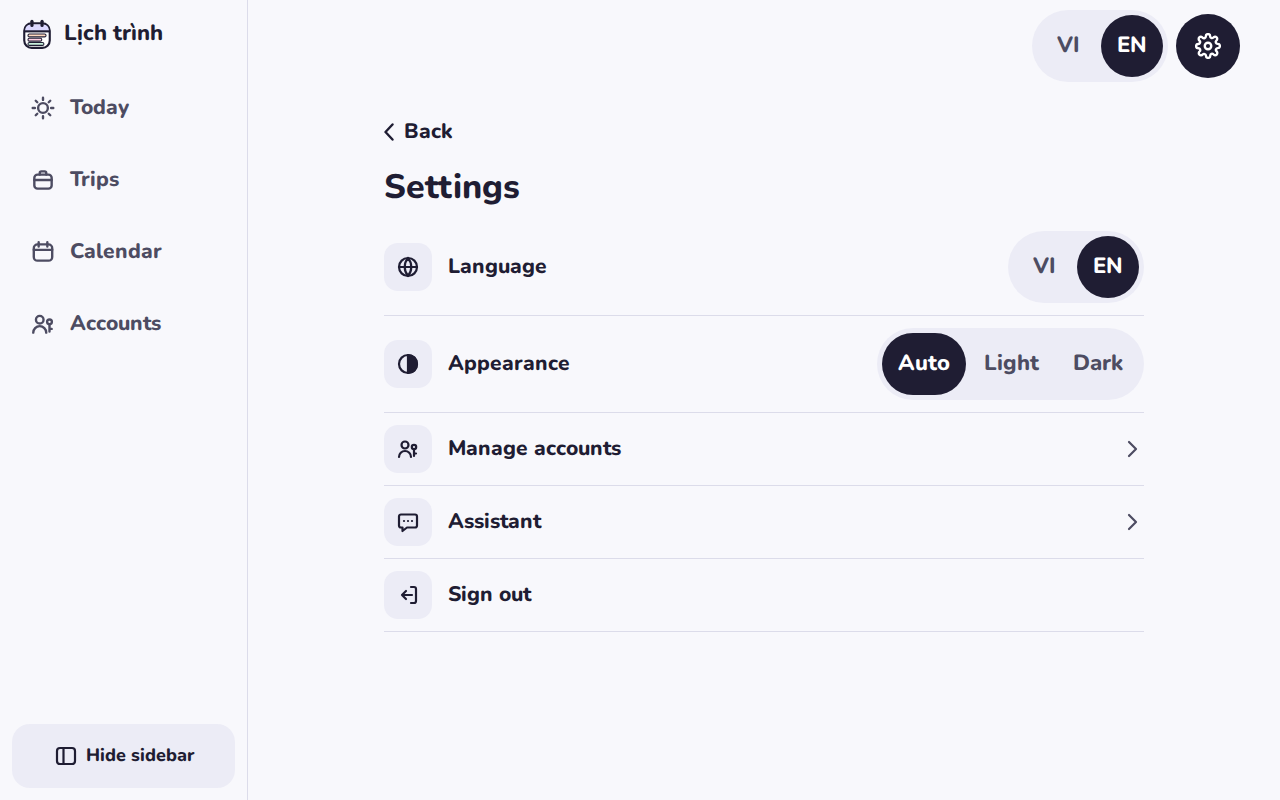 Lịch trình
Today
Trips
Calendar
Accounts
Hide sidebar
VI EN
Back
Settings
Language
VI EN
Appearance
Auto Light Dark
Manage accounts
Assistant
Sign out